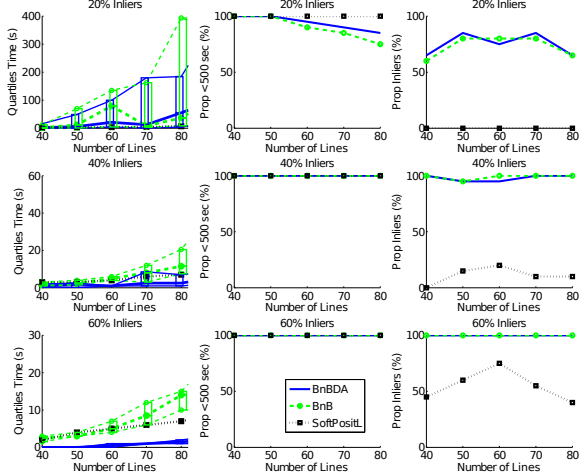 20% Inliers
Quartiles Time (s)
400
300
200
100
0
40 50 60 70 80
Number of Lines
20% Inliers
Prop <500 sec (%)
100
50
0
40 50 60 70 80
Number of Lines
20% Inliers
Prop Inliers (%)
100
50
0
40 50 60 70 80
Number of Lines
40% Inliers
Quartiles Time (s)
60
40
20
0
40 50 60 70 80
Number of Lines
40% Inliers
Prop <500 sec (%)
100
50
0
40 50 60 70 80
Number of Lines
40% Inliers
Prop Inliers (%)
100
50
0
40 50 60 70 80
Number of Lines
60% Inliers
Quartiles Time (s)
30
20
10
0
40 50 60 70 80
Number of Lines
60% Inliers
Prop <500 sec (%)
100
50
0
40 50 60 70 80
Number of Lines
BnBDA
BnB
SoftPositL
60% Inliers
Prop Inliers (%)
100
50
0
40 50 60 70 80
Number of Lines